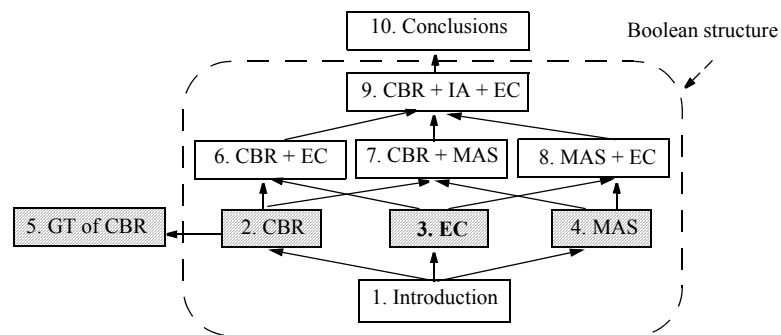 10. Conclusions
Boolean structure
9. CBR + IA + EC
6. CBR + EC
7. CBR + MAS
8. MAS + EC
5. GT of CBR
2. CBR
3. EC
4. MAS
1. Introduction